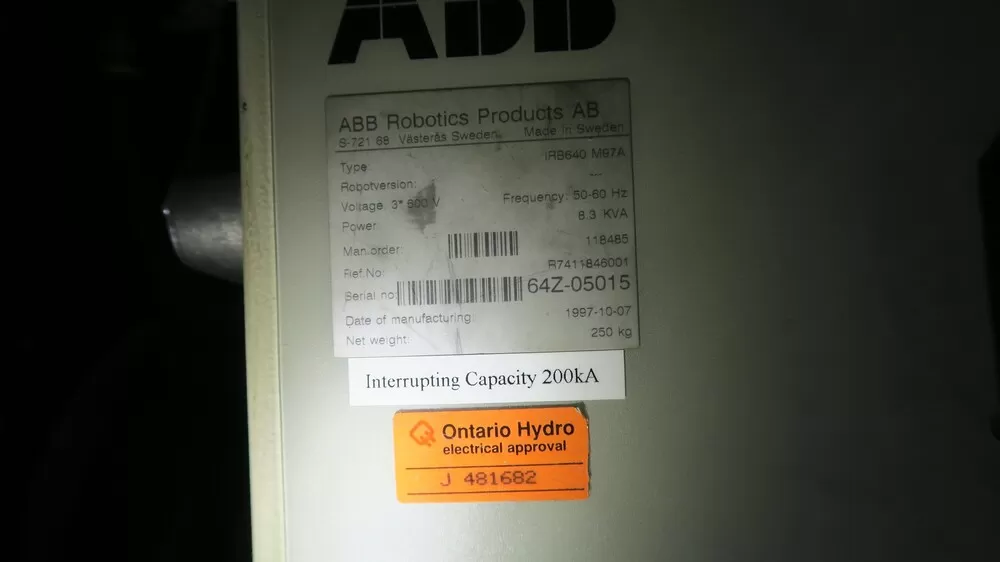 ABB
ABB Robotics Products AB
S-721 68 Västerås Sweden Made in Sweden
Type: IRB640 M97A
Robotversion: ---
Voltage: 3* 600 V Frequency: 50-60 Hz
Power: 8.3 KVA
Man.order: 118485
Ref.No: R7411846001
Serial no: 64Z-05015
Date of manufacturing: 1997-10-07
Net weight: 250 kg
Interrupting Capacity 200kA
Ontario Hydro
electrical approval
J 481682